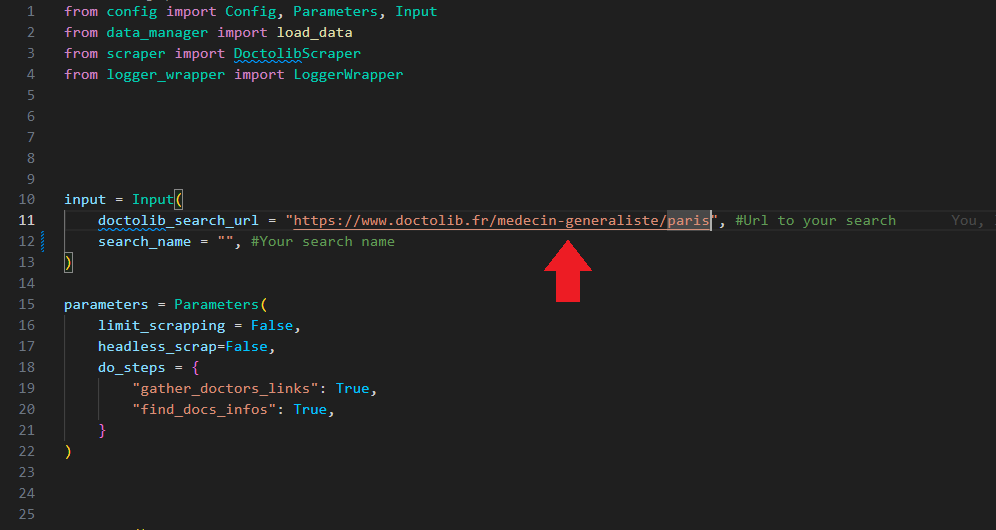 1 from config import Config, Parameters, Input
2 from data_manager import load_data
3 from scraper import DoctolibScraper
4 from logger_wrapper import LoggerWrapper
5
6
7
8
9
10 input = Input(
11 doctolib_search_url = "https://www.doctolib.fr/medecin-generaliste/paris", #Url to your search You,
12 search_name = "", #Your search name
13 )
14
15 parameters = Parameters(
16 limit_scrapping = False,
17 headless_scrap=False,
18 do_steps = {
19 "gather_doctors_links": True,
20 "find_docs_infos": True,
21 }
22 )
23
24
25